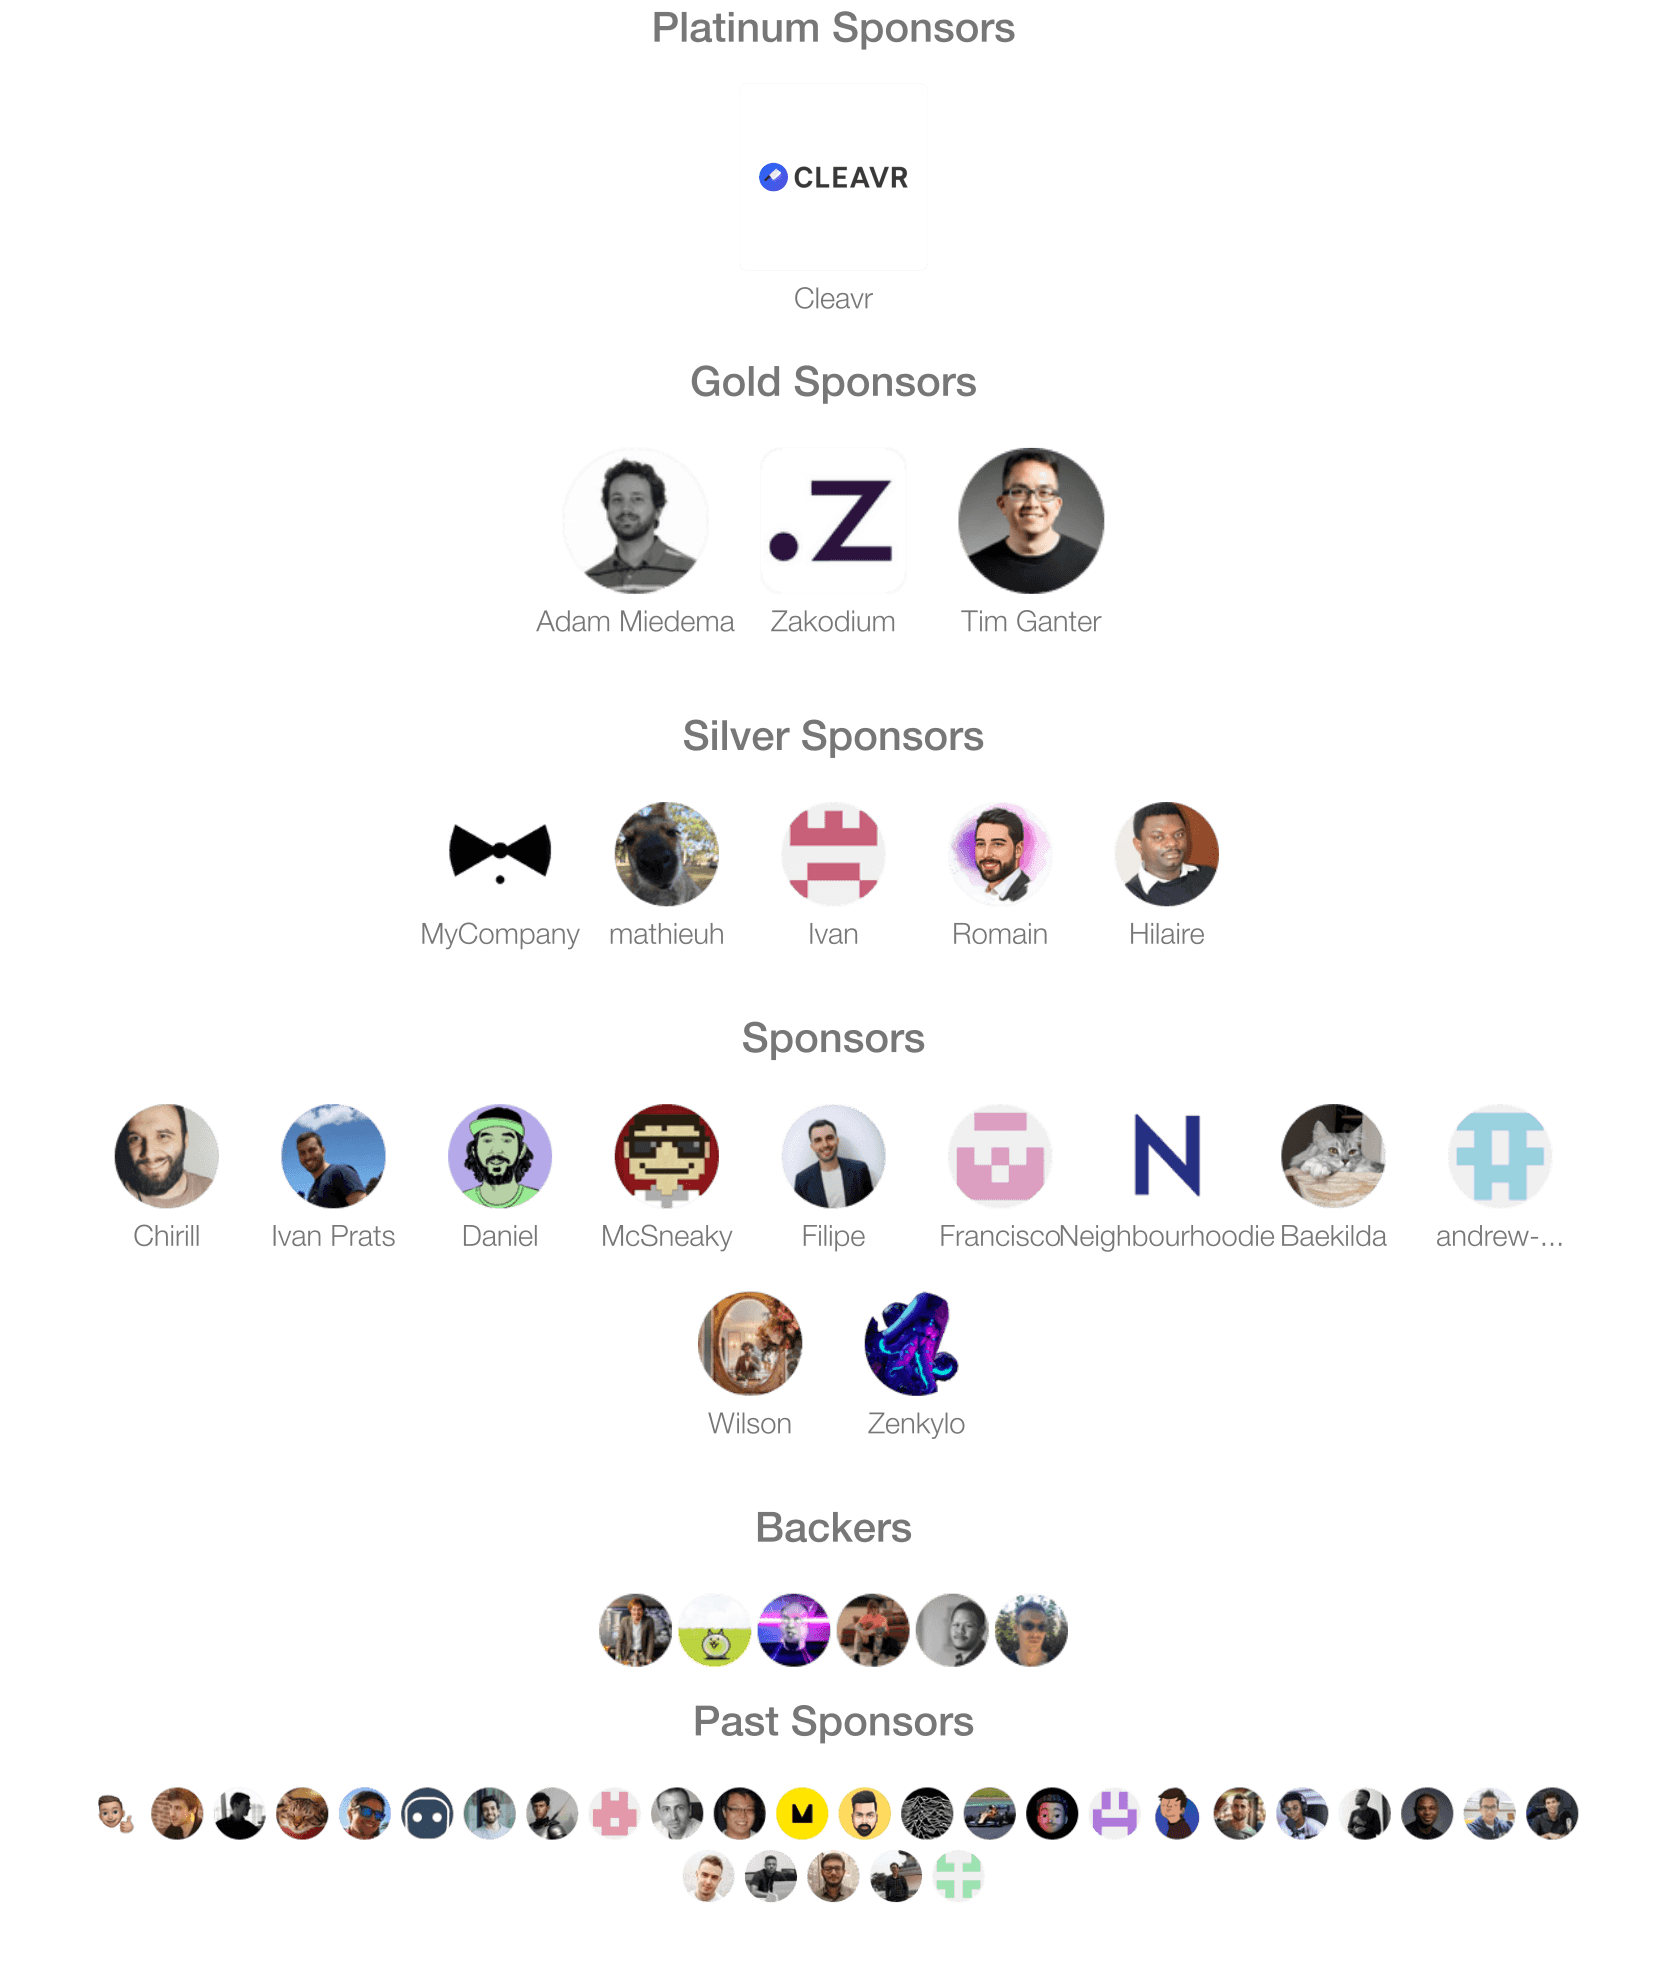 Platinum Sponsors
CLEAVR
Cleavr
Gold Sponsors
.Z
Adam Miedema Zakodium Tim Ganter
Silver Sponsors
MyCompany mathieuh Ivan Romain Hilaire
Sponsors
N
Chirill Ivan Prats Daniel McSneaky Filipe Francisco Neighbourhoodie Baekilda andrew-...
Wilson Zenkylo
Backers
Past Sponsors
M